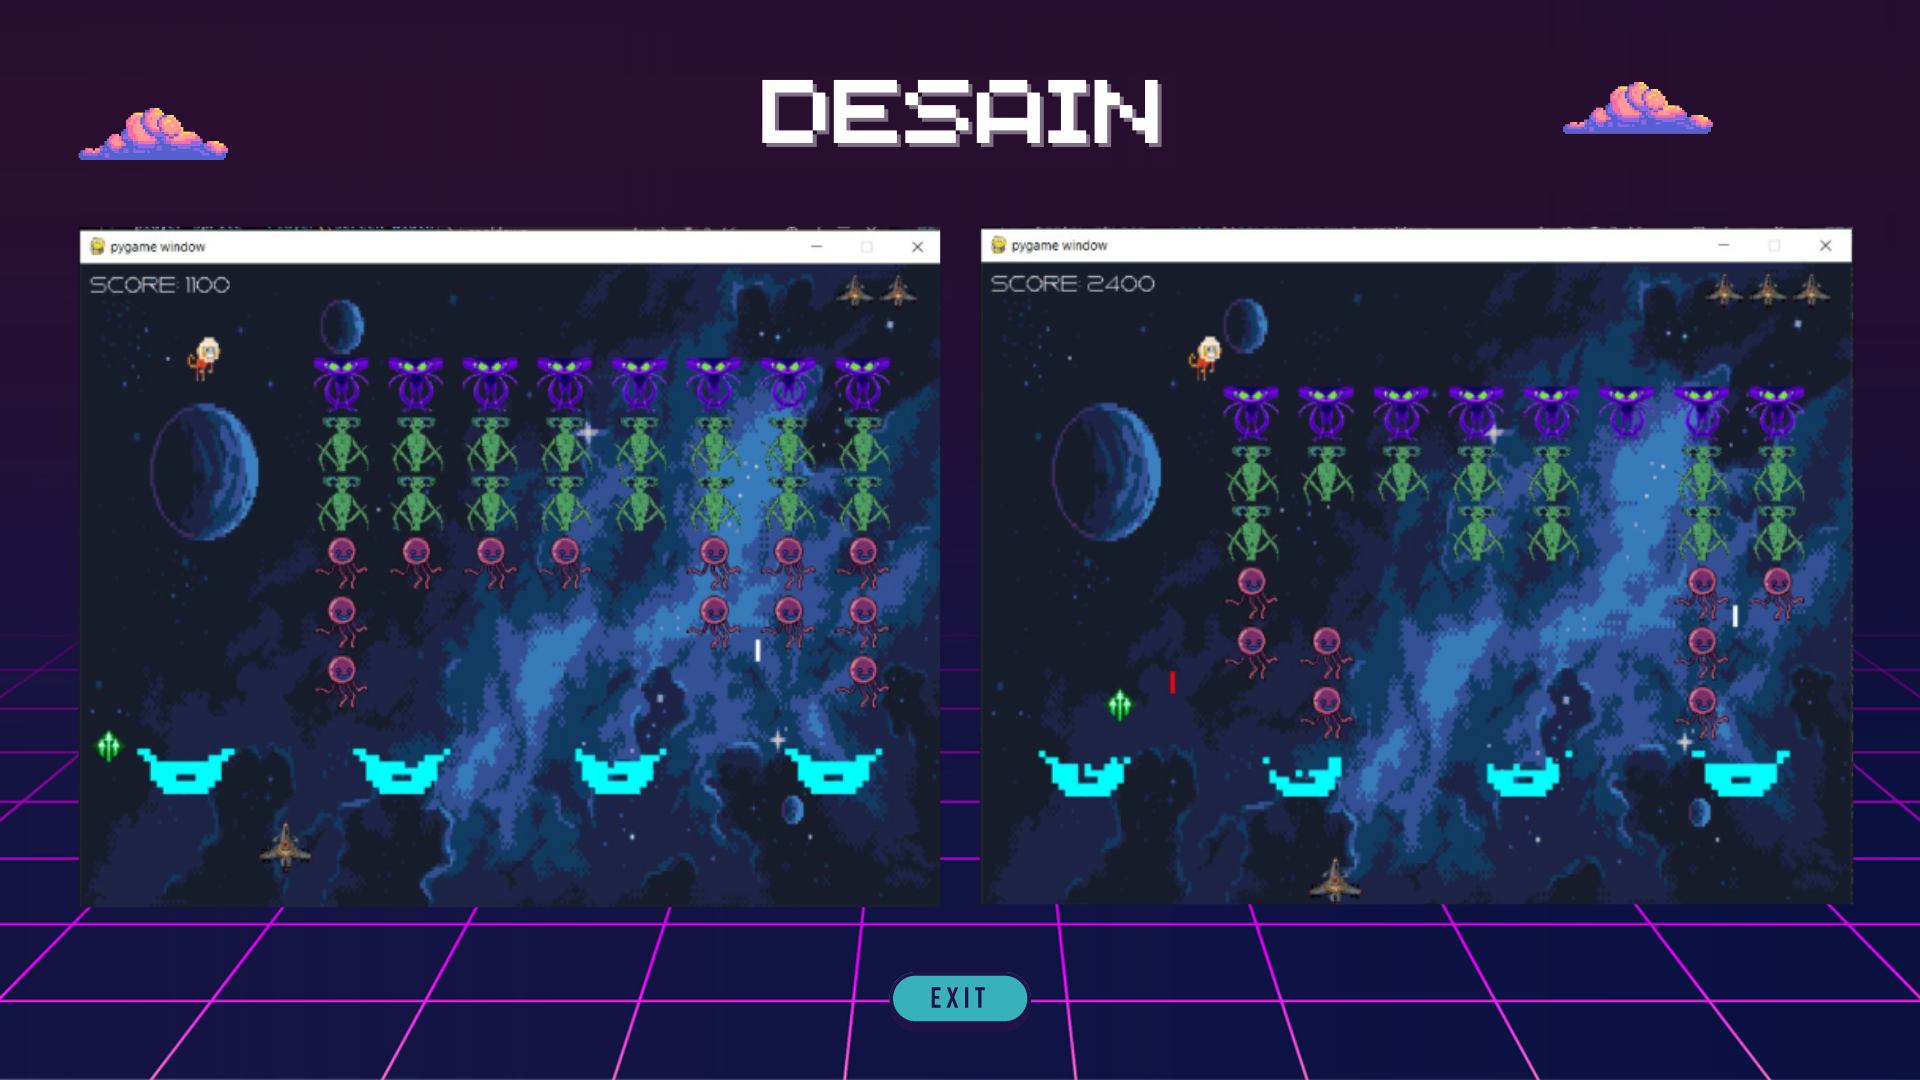 DESAIN
pygame window
SCORE: 1100
pygame window
SCORE: 2400
EXIT